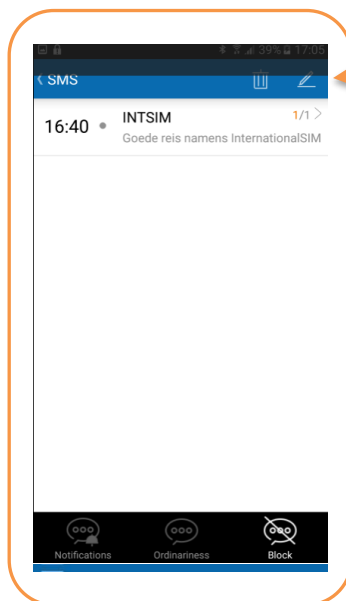 39% 17:05
‹ SMS
16:40 • INTSIM 1/1 >
Goede reis namens InternationalSIM
Notifications Ordinariness Block